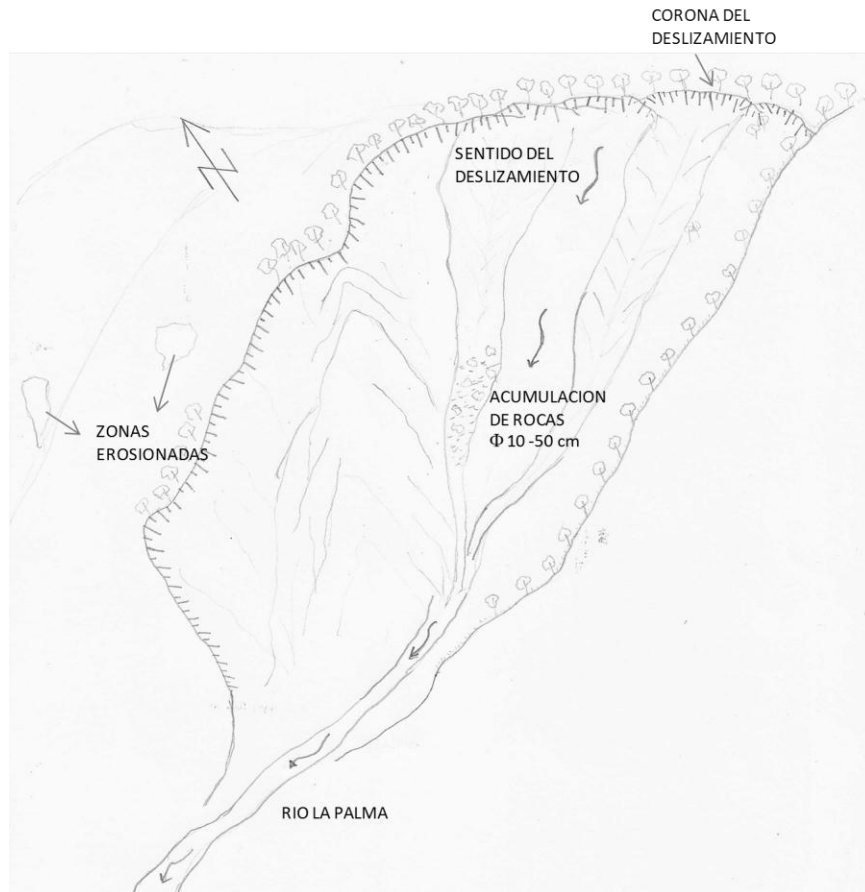 CORONA DEL
DESLIZAMIENTO
SENTIDO DEL
DESLIZAMIENTO
ACUMULACION
DE ROCAS
Φ 10 -50 cm
ZONAS
EROSIONADAS
RIO LA PALMA